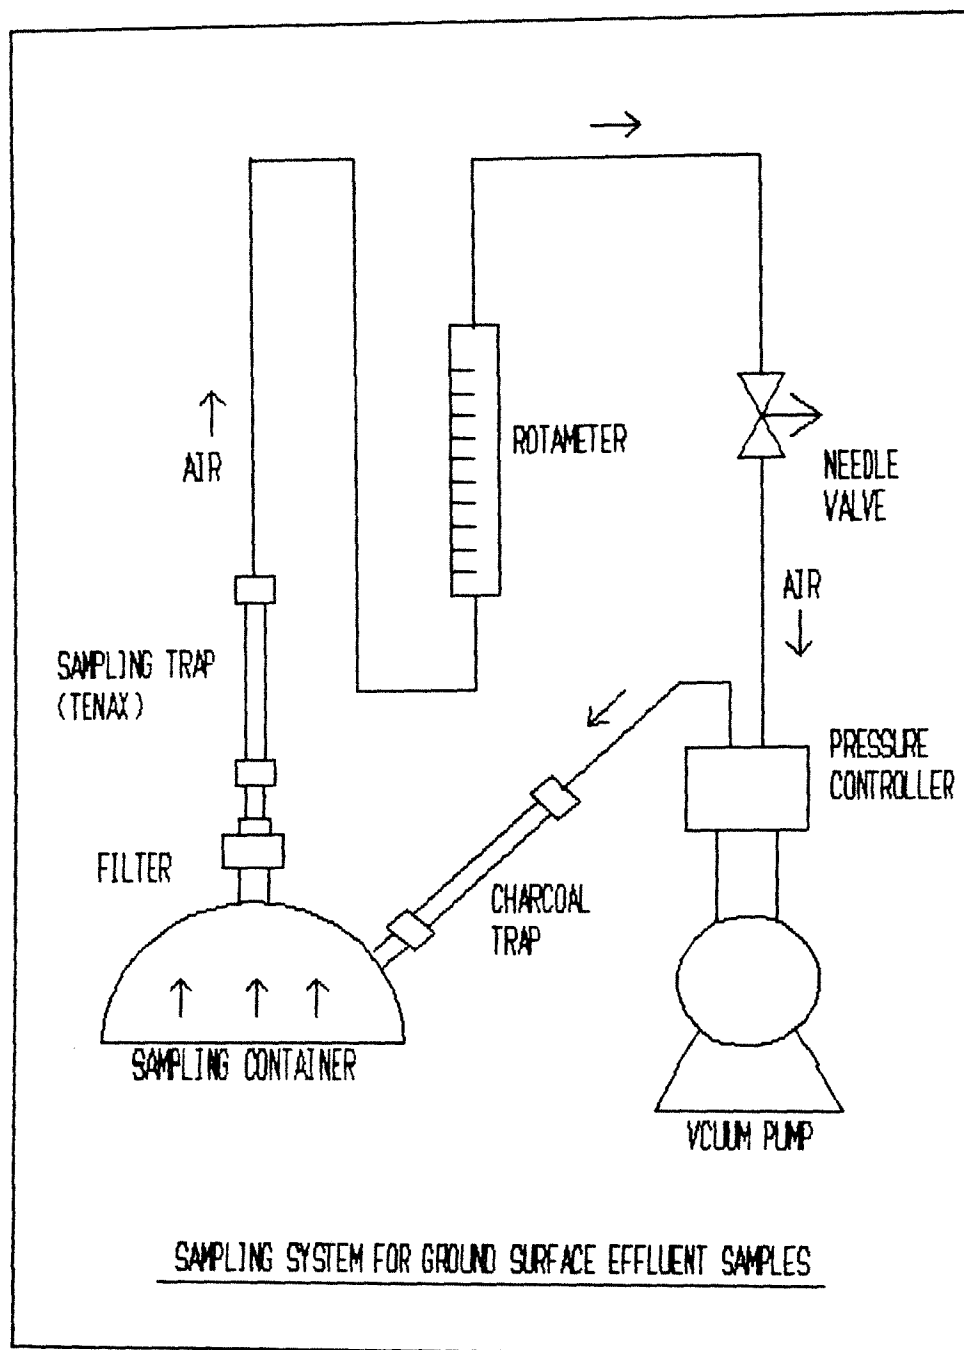 AIR
ROTAMETER
NEEDLE
VALVE
AIR
SAMPLING TRAP
(TENAX)
PRESSURE
CONTROLLER
FILTER
CHARCOAL
TRAP
SAMPLING CONTAINER
VCUUM PUMP
SAMPLING SYSTEM FOR GROUND SURFACE EFFLUENT SAMPLES